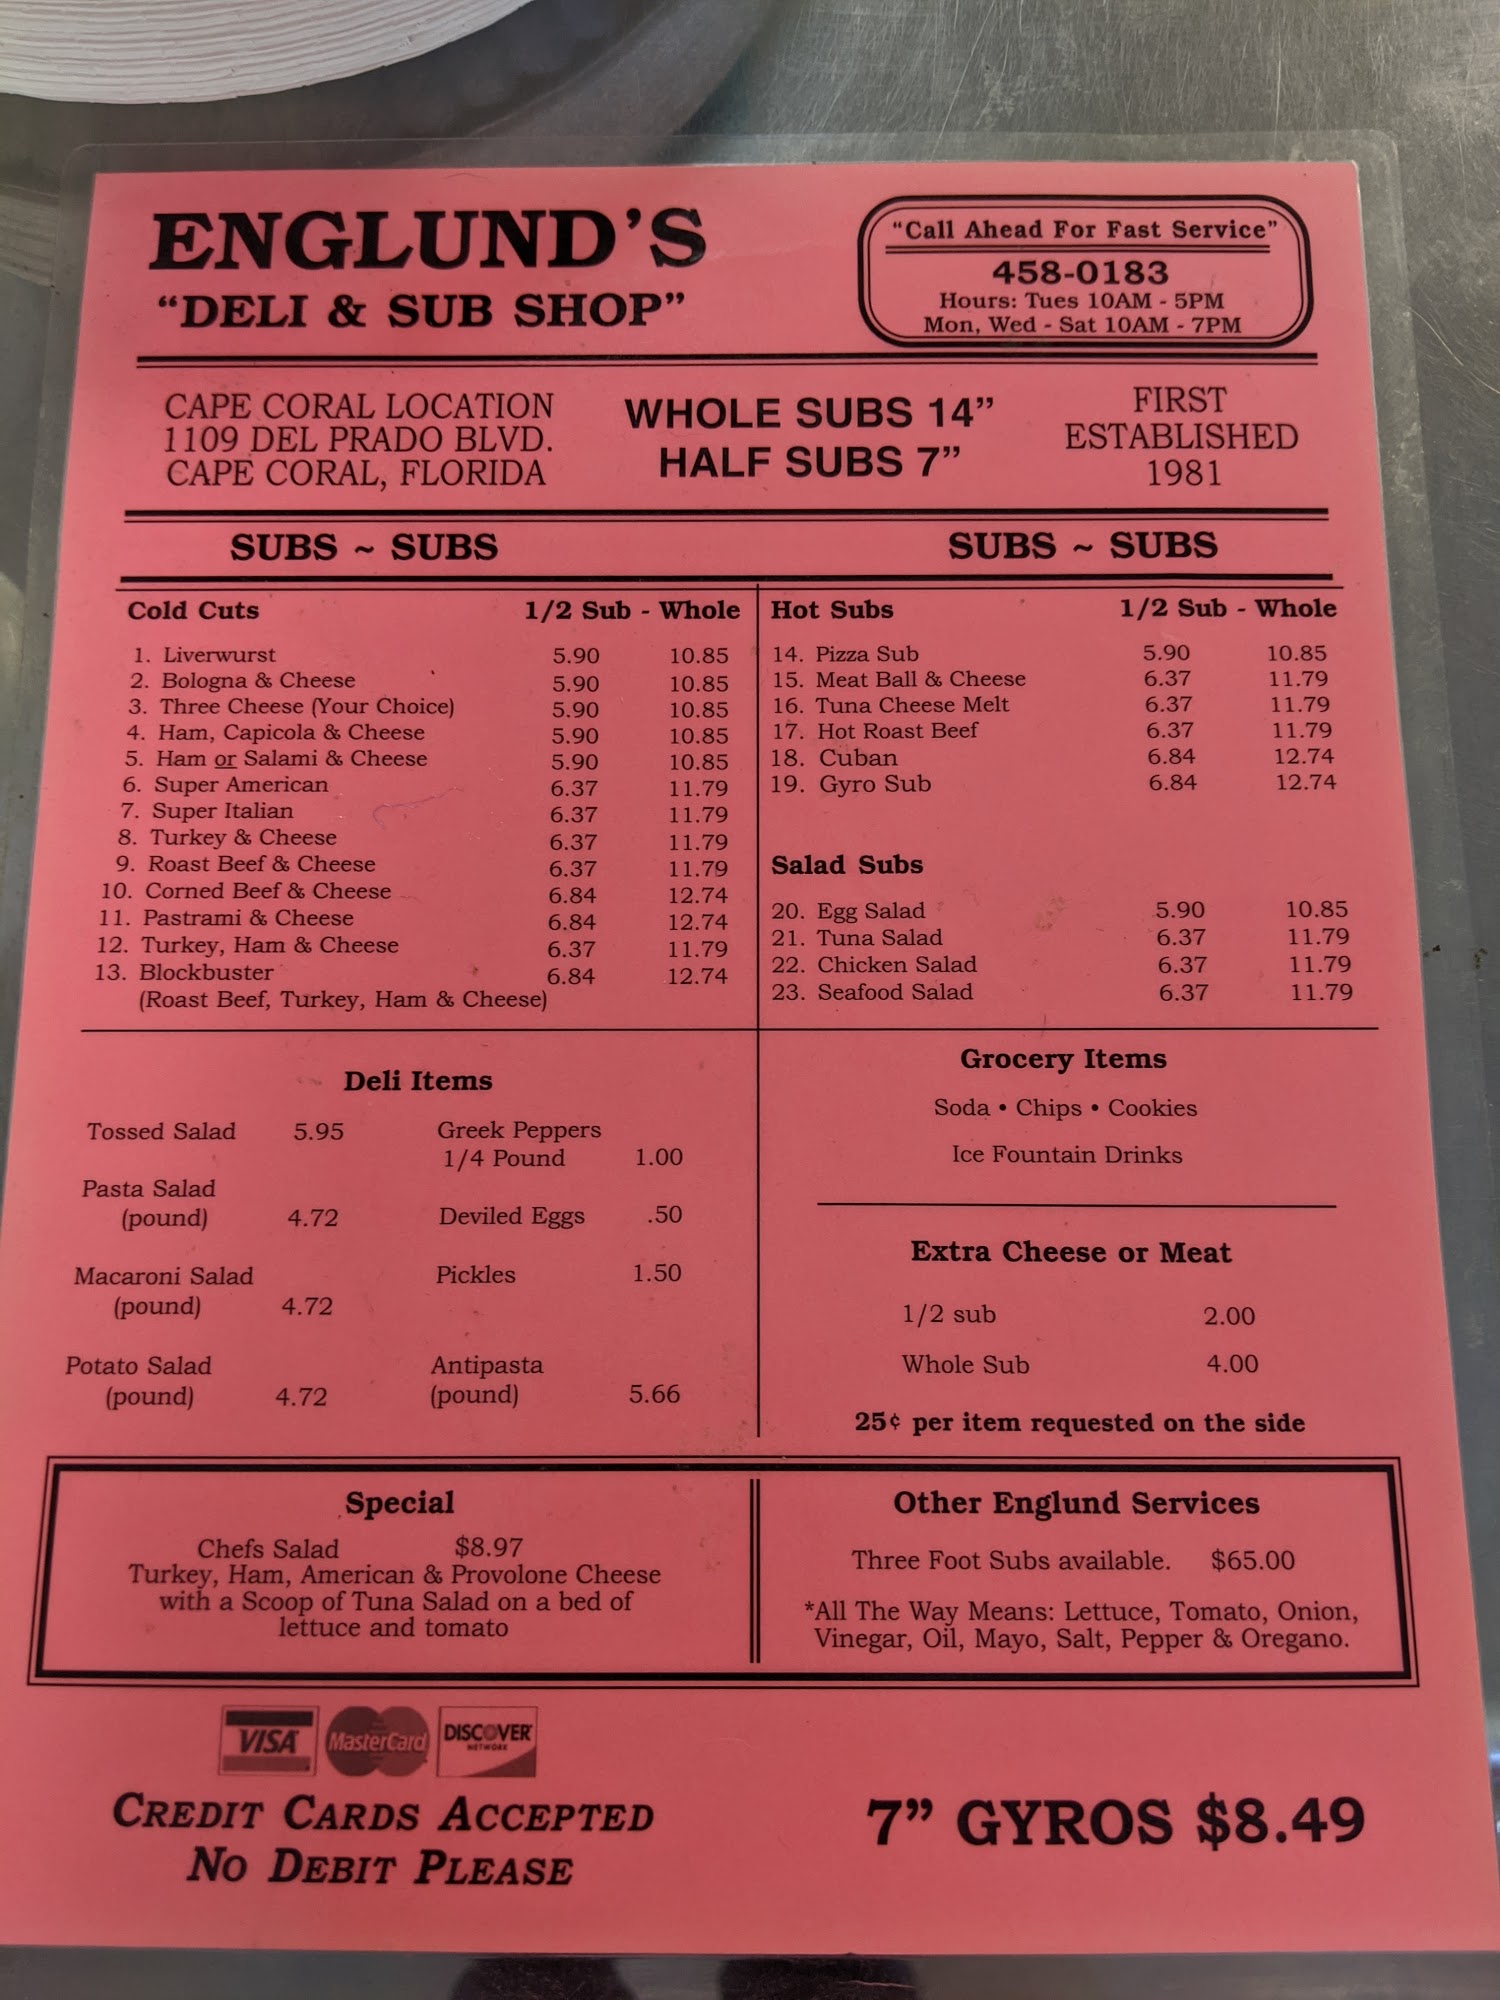 ENGLUND'S
"DELI & SUB SHOP"
"Call Ahead For Fast Service"
458-0183
Hours: Tues 10AM - 5PM
Mon, Wed - Sat 10AM - 7PM
CAPE CORAL LOCATION
1109 DEL PRADO BLVD.
CAPE CORAL, FLORIDA
WHOLE SUBS 14"
HALF SUBS 7"
FIRST
ESTABLISHED
1981
SUBS ~ SUBS
SUBS ~ SUBS
Cold Cuts 1/2 Sub - Whole
1. Liverwurst 5.90 10.85
2. Bologna & Cheese 5.90 10.85
3. Three Cheese (Your Choice) 5.90 10.85
4. Ham, Capicola & Cheese 5.90 10.85
5. Ham or Salami & Cheese 5.90 10.85
6. Super American 6.37 11.79
7. Super Italian 6.37 11.79
8. Turkey & Cheese 6.37 11.79
9. Roast Beef & Cheese 6.37 11.79
10. Corned Beef & Cheese 6.84 12.74
11. Pastrami & Cheese 6.84 12.74
12. Turkey, Ham & Cheese 6.37 11.79
13. Blockbuster 6.84 12.74
(Roast Beef, Turkey, Ham & Cheese)
Hot Subs 1/2 Sub - Whole
14. Pizza Sub 5.90 10.85
15. Meat Ball & Cheese 6.37 11.79
16. Tuna Cheese Melt 6.37 11.79
17. Hot Roast Beef 6.37 11.79
18. Cuban 6.84 12.74
19. Gyro Sub 6.84 12.74
Salad Subs
20. Egg Salad 5.90 10.85
21. Tuna Salad 6.37 11.79
22. Chicken Salad 6.37 11.79
23. Seafood Salad 6.37 11.79
Deli Items
Tossed Salad 5.95
Pasta Salad
(pound) 4.72
Macaroni Salad
(pound) 4.72
Potato Salad
(pound) 4.72
Greek Peppers
1/4 Pound 1.00
Deviled Eggs .50
Pickles 1.50
Antipasta
(pound) 5.66
Grocery Items
Soda • Chips • Cookies
Ice Fountain Drinks
Extra Cheese or Meat
1/2 sub 2.00
Whole Sub 4.00
25¢ per item requested on the side
Special
Chefs Salad $8.97
Turkey, Ham, American & Provolone Cheese
with a Scoop of Tuna Salad on a bed of
lettuce and tomato
Other Englund Services
Three Foot Subs available. $65.00
*All The Way Means: Lettuce, Tomato, Onion,
Vinegar, Oil, Mayo, Salt, Pepper & Oregano.
VISA
MasterCard
DISCOVER
NETWORK
CREDIT CARDS ACCEPTED
NO DEBIT PLEASE
7" GYROS $8.49